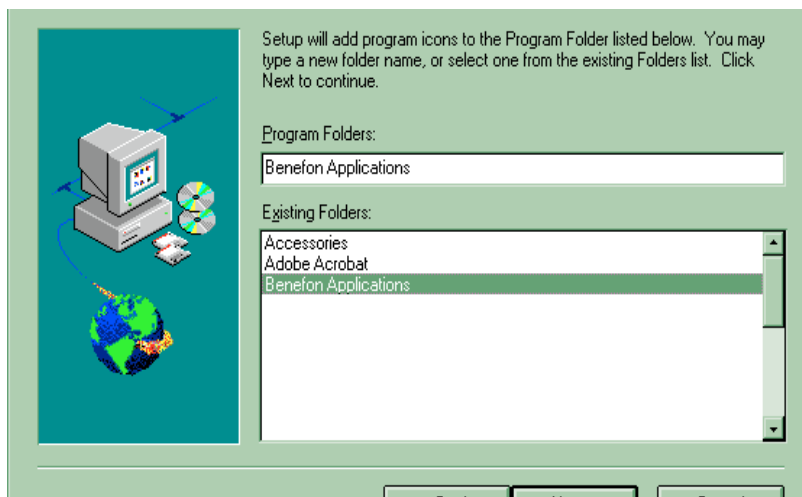 Setup will add program icons to the Program Folder listed below. You may
type a new folder name, or select one from the existing Folders list. Click
Next to continue.
Program Folders:
Benefon Applications
Existing Folders:
Accessories
Adobe Acrobat
Benefon Applications